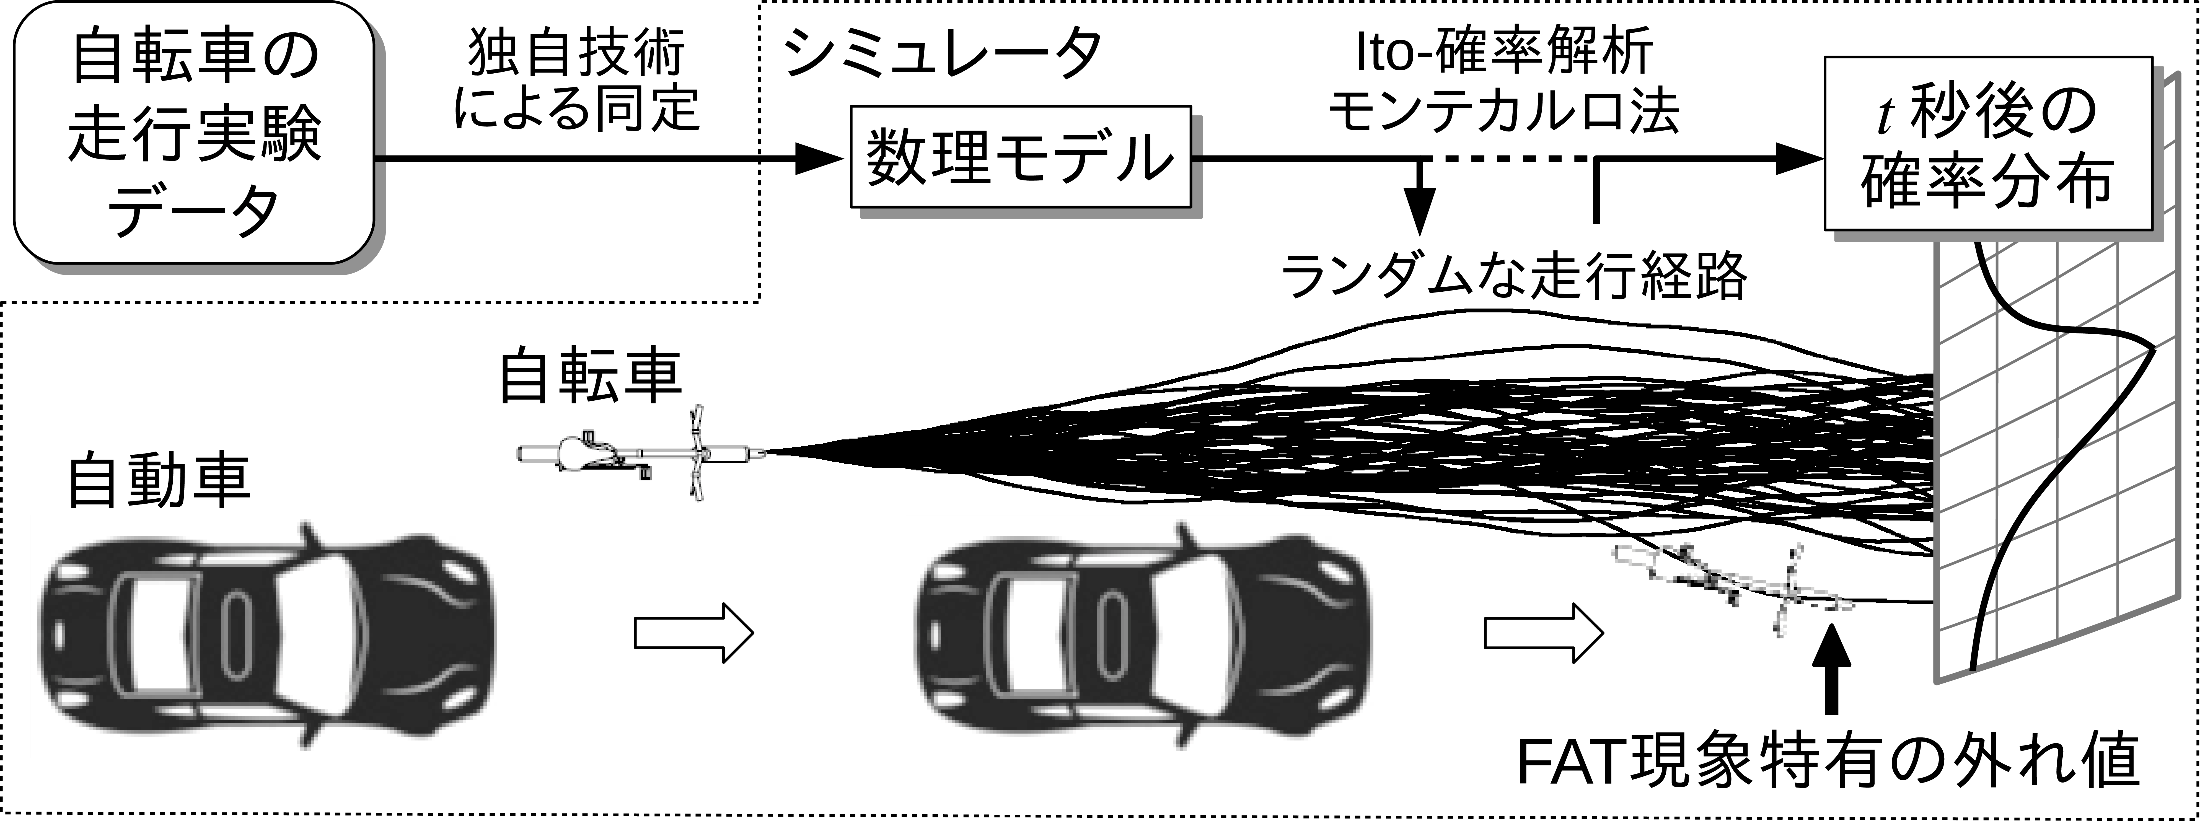 自転車の
走行実験
データ
独自技術
による同定
シミュレータ
数理モデル
Ito-確率解析
モンテカルロ法
ランダムな走行経路
t 秒後の
確率分布
自転車
自動車
FAT現象特有の外れ値